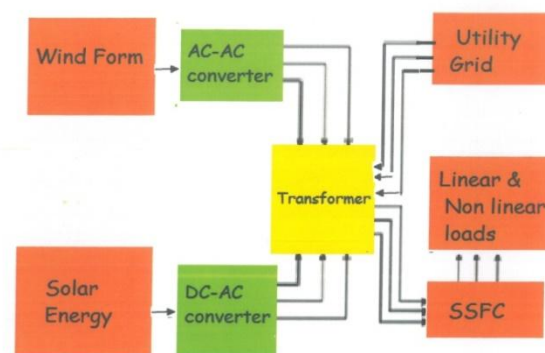 Wind Form
AC-AC
converter
Utility
Grid
Transformer
Linear &
Non linear
loads
Solar
Energy
DC-AC
converter
SSFC